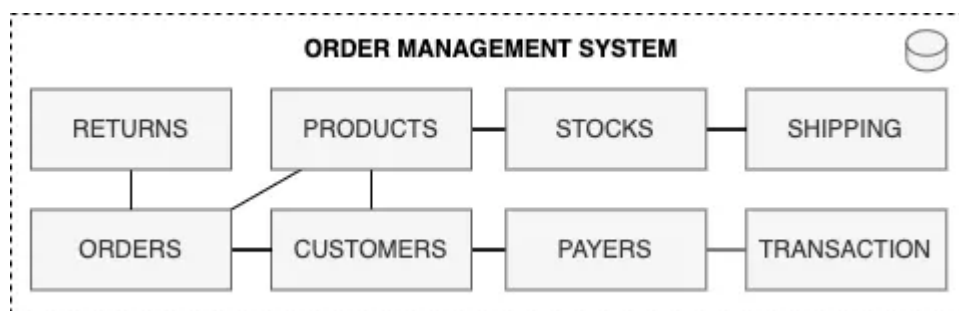 ORDER MANAGEMENT SYSTEM
RETURNS
PRODUCTS
STOCKS
SHIPPING
ORDERS
CUSTOMERS
PAYERS
TRANSACTION